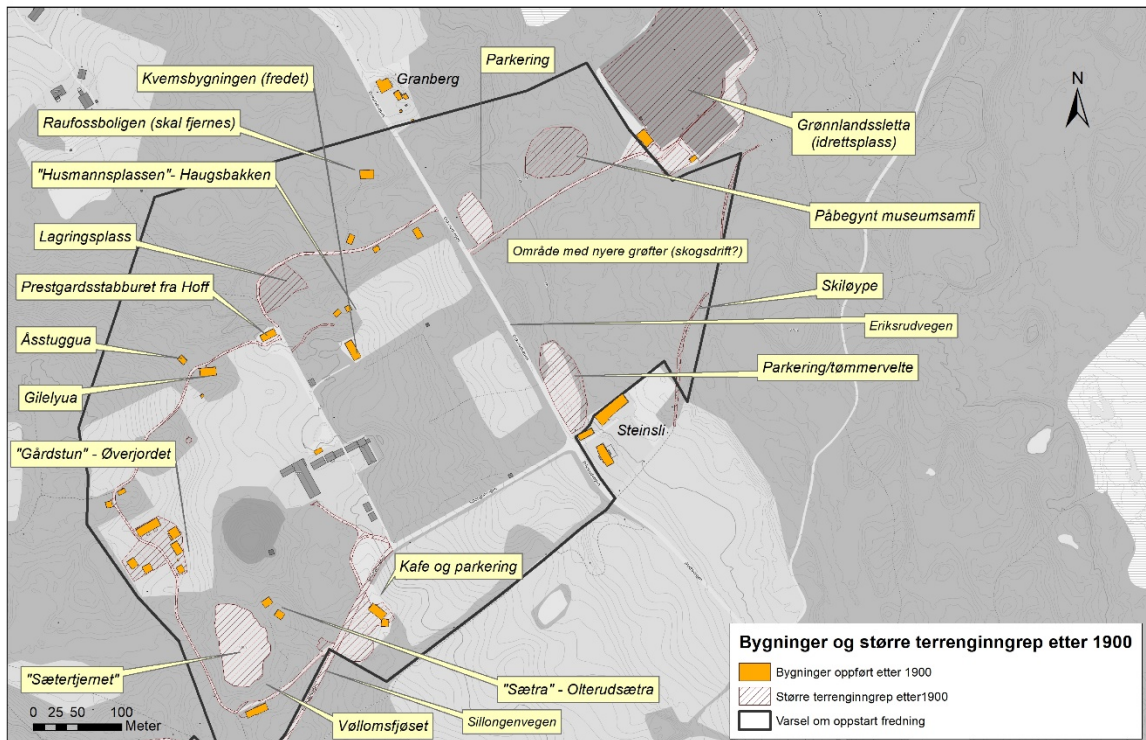 Kvemsbygningen (fredet)
Granberg
Parkering
N
Raufossboligen (skal fjernes)
Grønnlandssletta
(idrettsplass)
"Husmannsplassen"- Haugsbakken
Påbegynt museumsamfi
Lagringsplass
Område med nyere grøfter (skogsdrift?)
Prestgardsstabburet fra Hoff
Skiløype
Åsstuggua
Eriksrudvegen
Gilelyua
Parkering/tømmervelte
Steinsli
"Gårdstun" - Øverjordet
Kafe og parkering
"Sætertjernet"
"Sætra" - Olterudsætra
Vøllomsfjøset
Sillongenvegen
0 25 50 100
Meter
Bygninger og større terrenginngrep etter 1900
Bygninger oppført etter 1900
Større terrenginngrep etter1900
Varsel om oppstart fredning